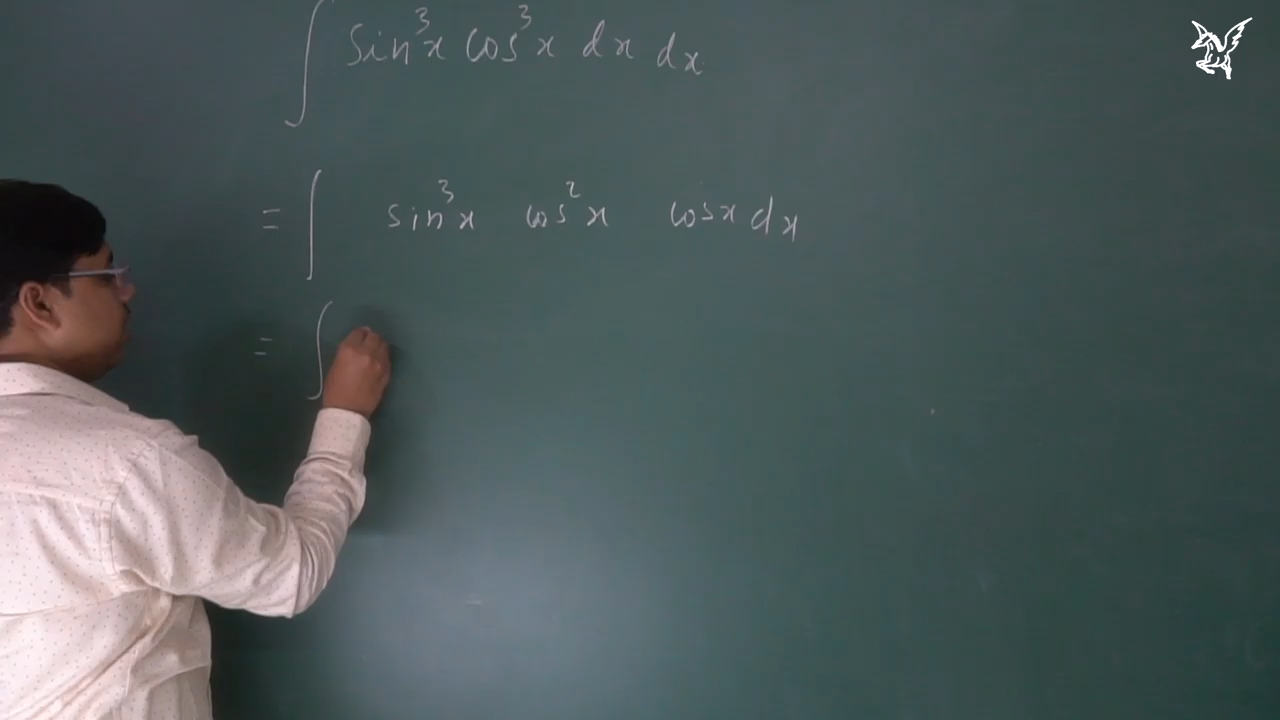 ∫ sin³x cos³x dx dx
= ∫ sin³x cos²x cosx dx
= ∫